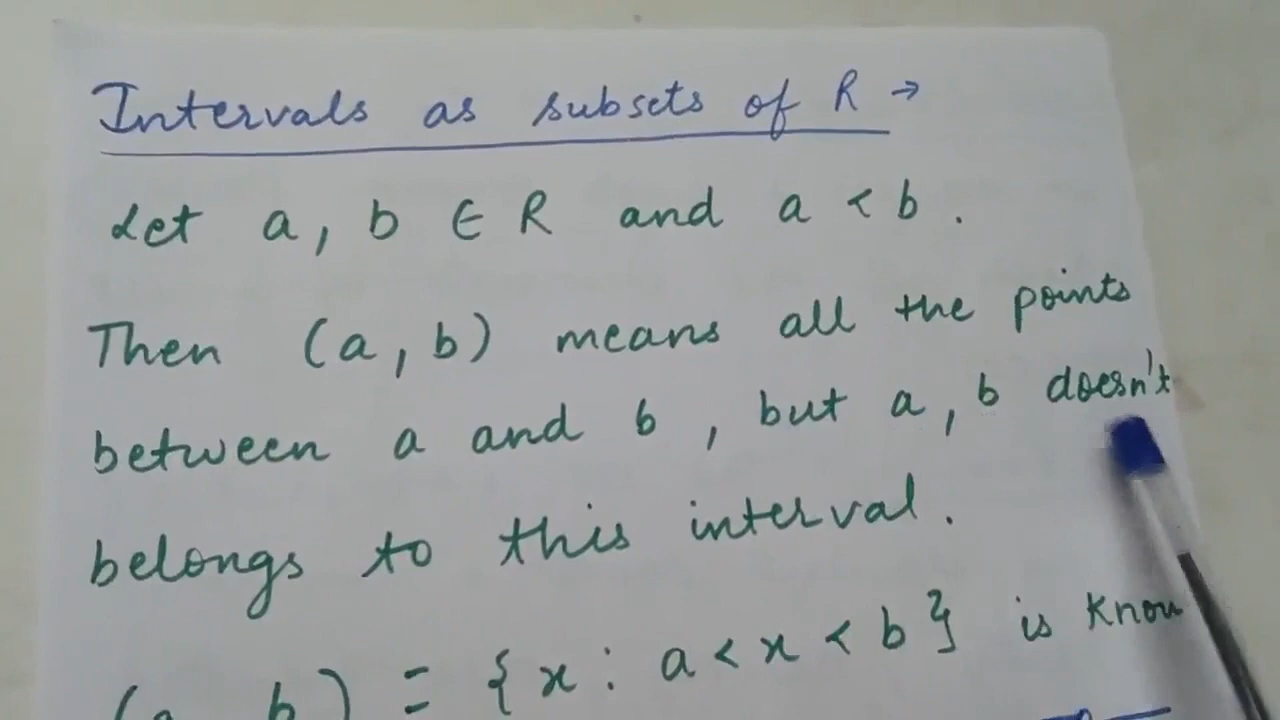 Intervals as subsets of R →
Let a, b ∈ R and a < b .
Then (a, b) means all the points
between a and b , but a, b doesn't
belongs to this interval.
(a b) = {x : a < x < b} is know